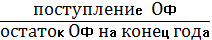 поступление ОФ
остаток ОФ на конец года